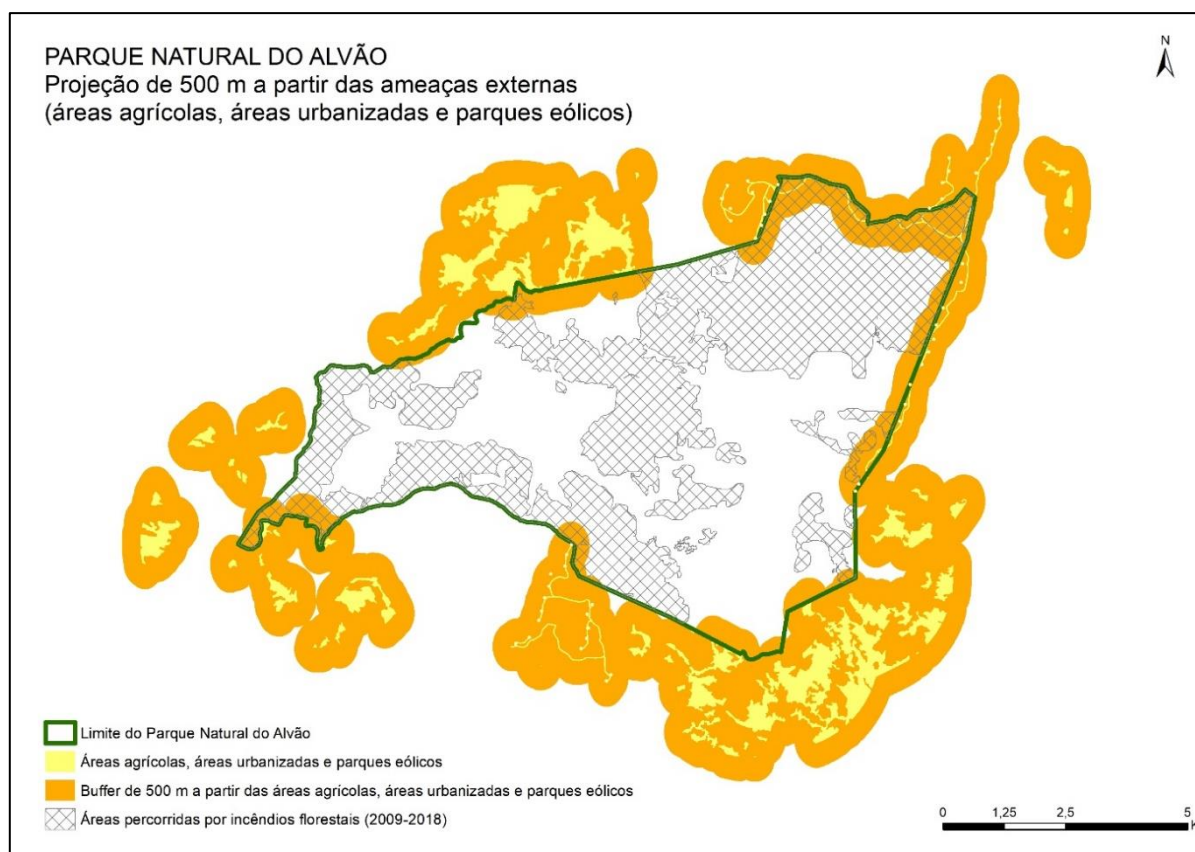 PARQUE NATURAL DO ALVÃO
Projeção de 500 m a partir das ameaças externas
(áreas agrícolas, áreas urbanizadas e parques eólicos)
N
Limite do Parque Natural do Alvão
Áreas agrícolas, áreas urbanizadas e parques eólicos
Buffer de 500 m a partir das áreas agrícolas, áreas urbanizadas e parques eólicos
Áreas percorridas por incêndios florestais (2009-2018)
0 1,25 2,5 5